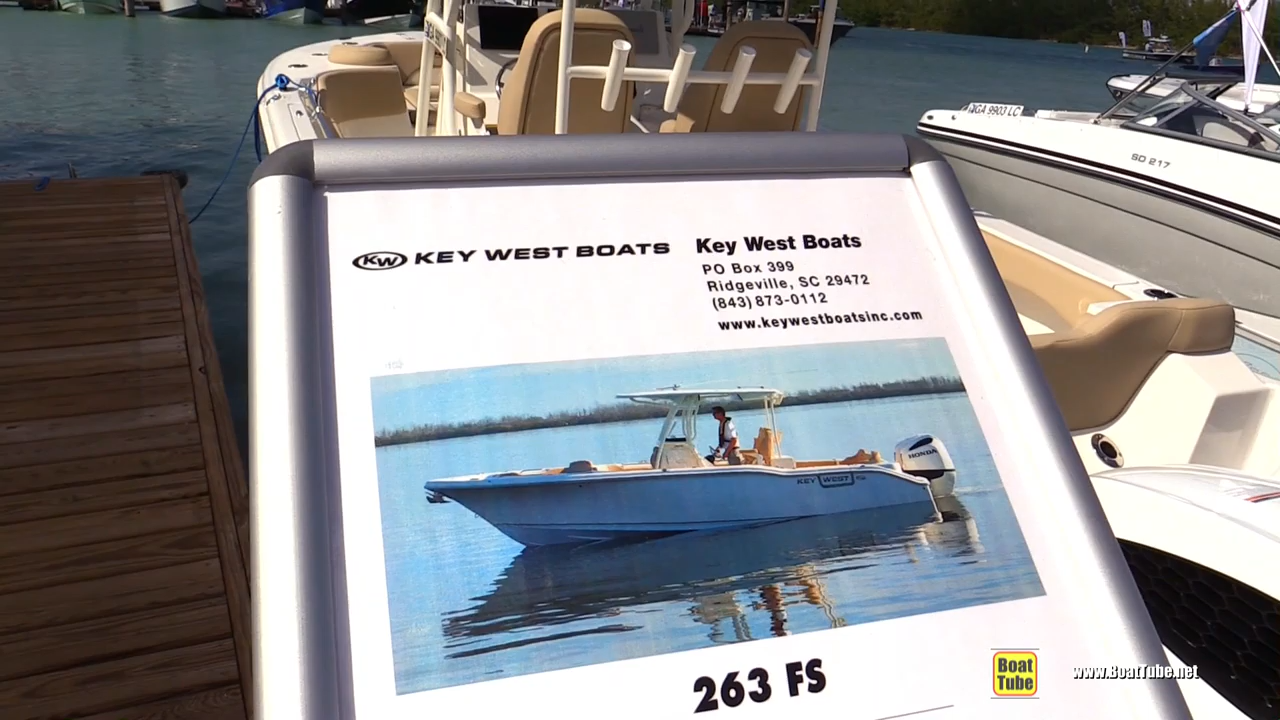 GA 9903 LC
SD 217
KW KEY WEST BOATS
Key West Boats
PO Box 399
Ridgeville, SC 29472
(843) 873-0112
www.keywestboatsinc.com
HONDA
KEY WEST
263 FS
Boat
Tube
www.BoatTube.net